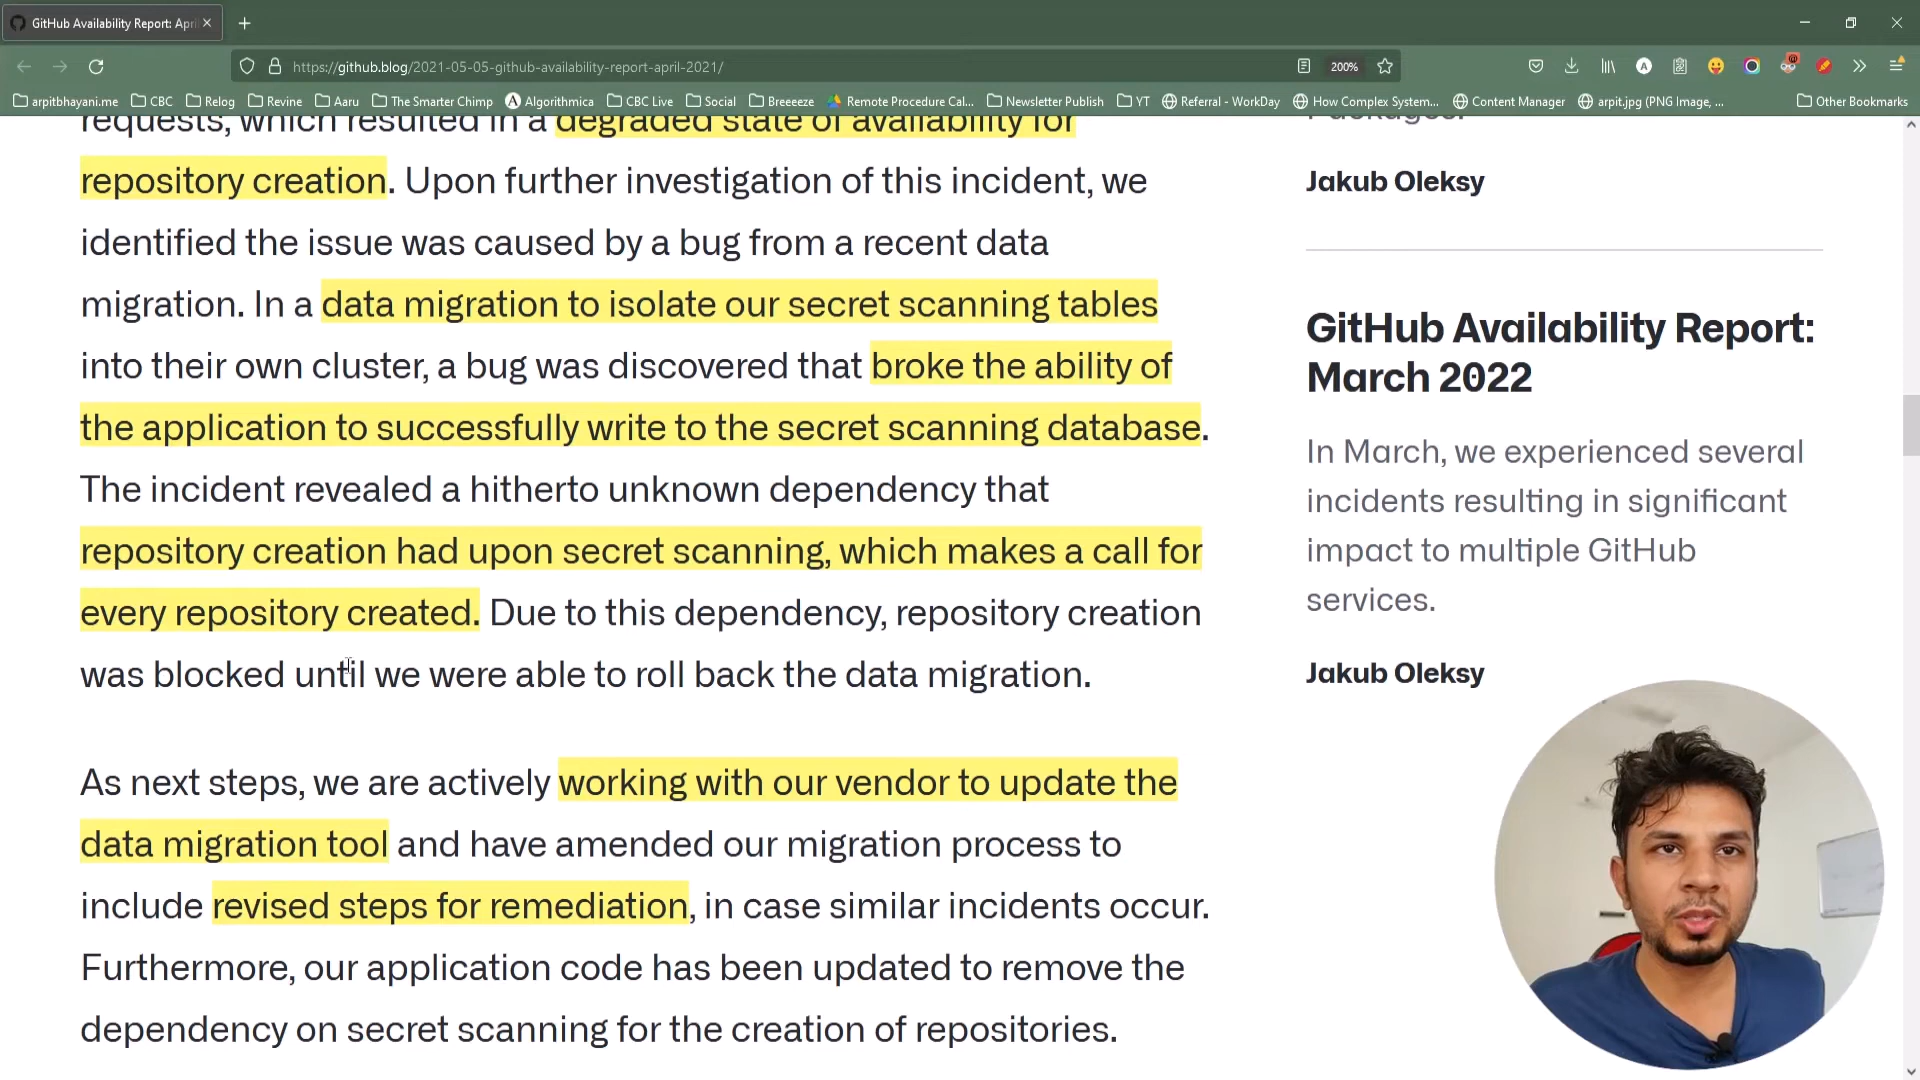 GitHub Availability Report: Apri
https://github.blog/2021-05-05-github-availability-report-april-2021/
200%
arpitbhayani.me
CBC
Relog
Revine
Aaru
The Smarter Chimp
Algorithmica
CBC Live
Social
Breeeeze
Remote Procedure Cal...
Newsletter Publish
YT
Referral - WorkDay
How Complex System...
Content Manager
arpit.jpg (PNG Image, ...
Other Bookmarks
requests, which resulted in a degraded state of availability for
repository creation. Upon further investigation of this incident, we
identified the issue was caused by a bug from a recent data
migration. In a data migration to isolate our secret scanning tables
into their own cluster, a bug was discovered that broke the ability of
the application to successfully write to the secret scanning database.
The incident revealed a hitherto unknown dependency that
repository creation had upon secret scanning, which makes a call for
every repository created. Due to this dependency, repository creation
was blocked until we were able to roll back the data migration.
As next steps, we are actively working with our vendor to update the
data migration tool and have amended our migration process to
include revised steps for remediation, in case similar incidents occur.
Furthermore, our application code has been updated to remove the
dependency on secret scanning for the creation of repositories.
Packages.
Jakub Oleksy
GitHub Availability Report:
March 2022
In March, we experienced several
incidents resulting in significant
impact to multiple GitHub
services.
Jakub Oleksy